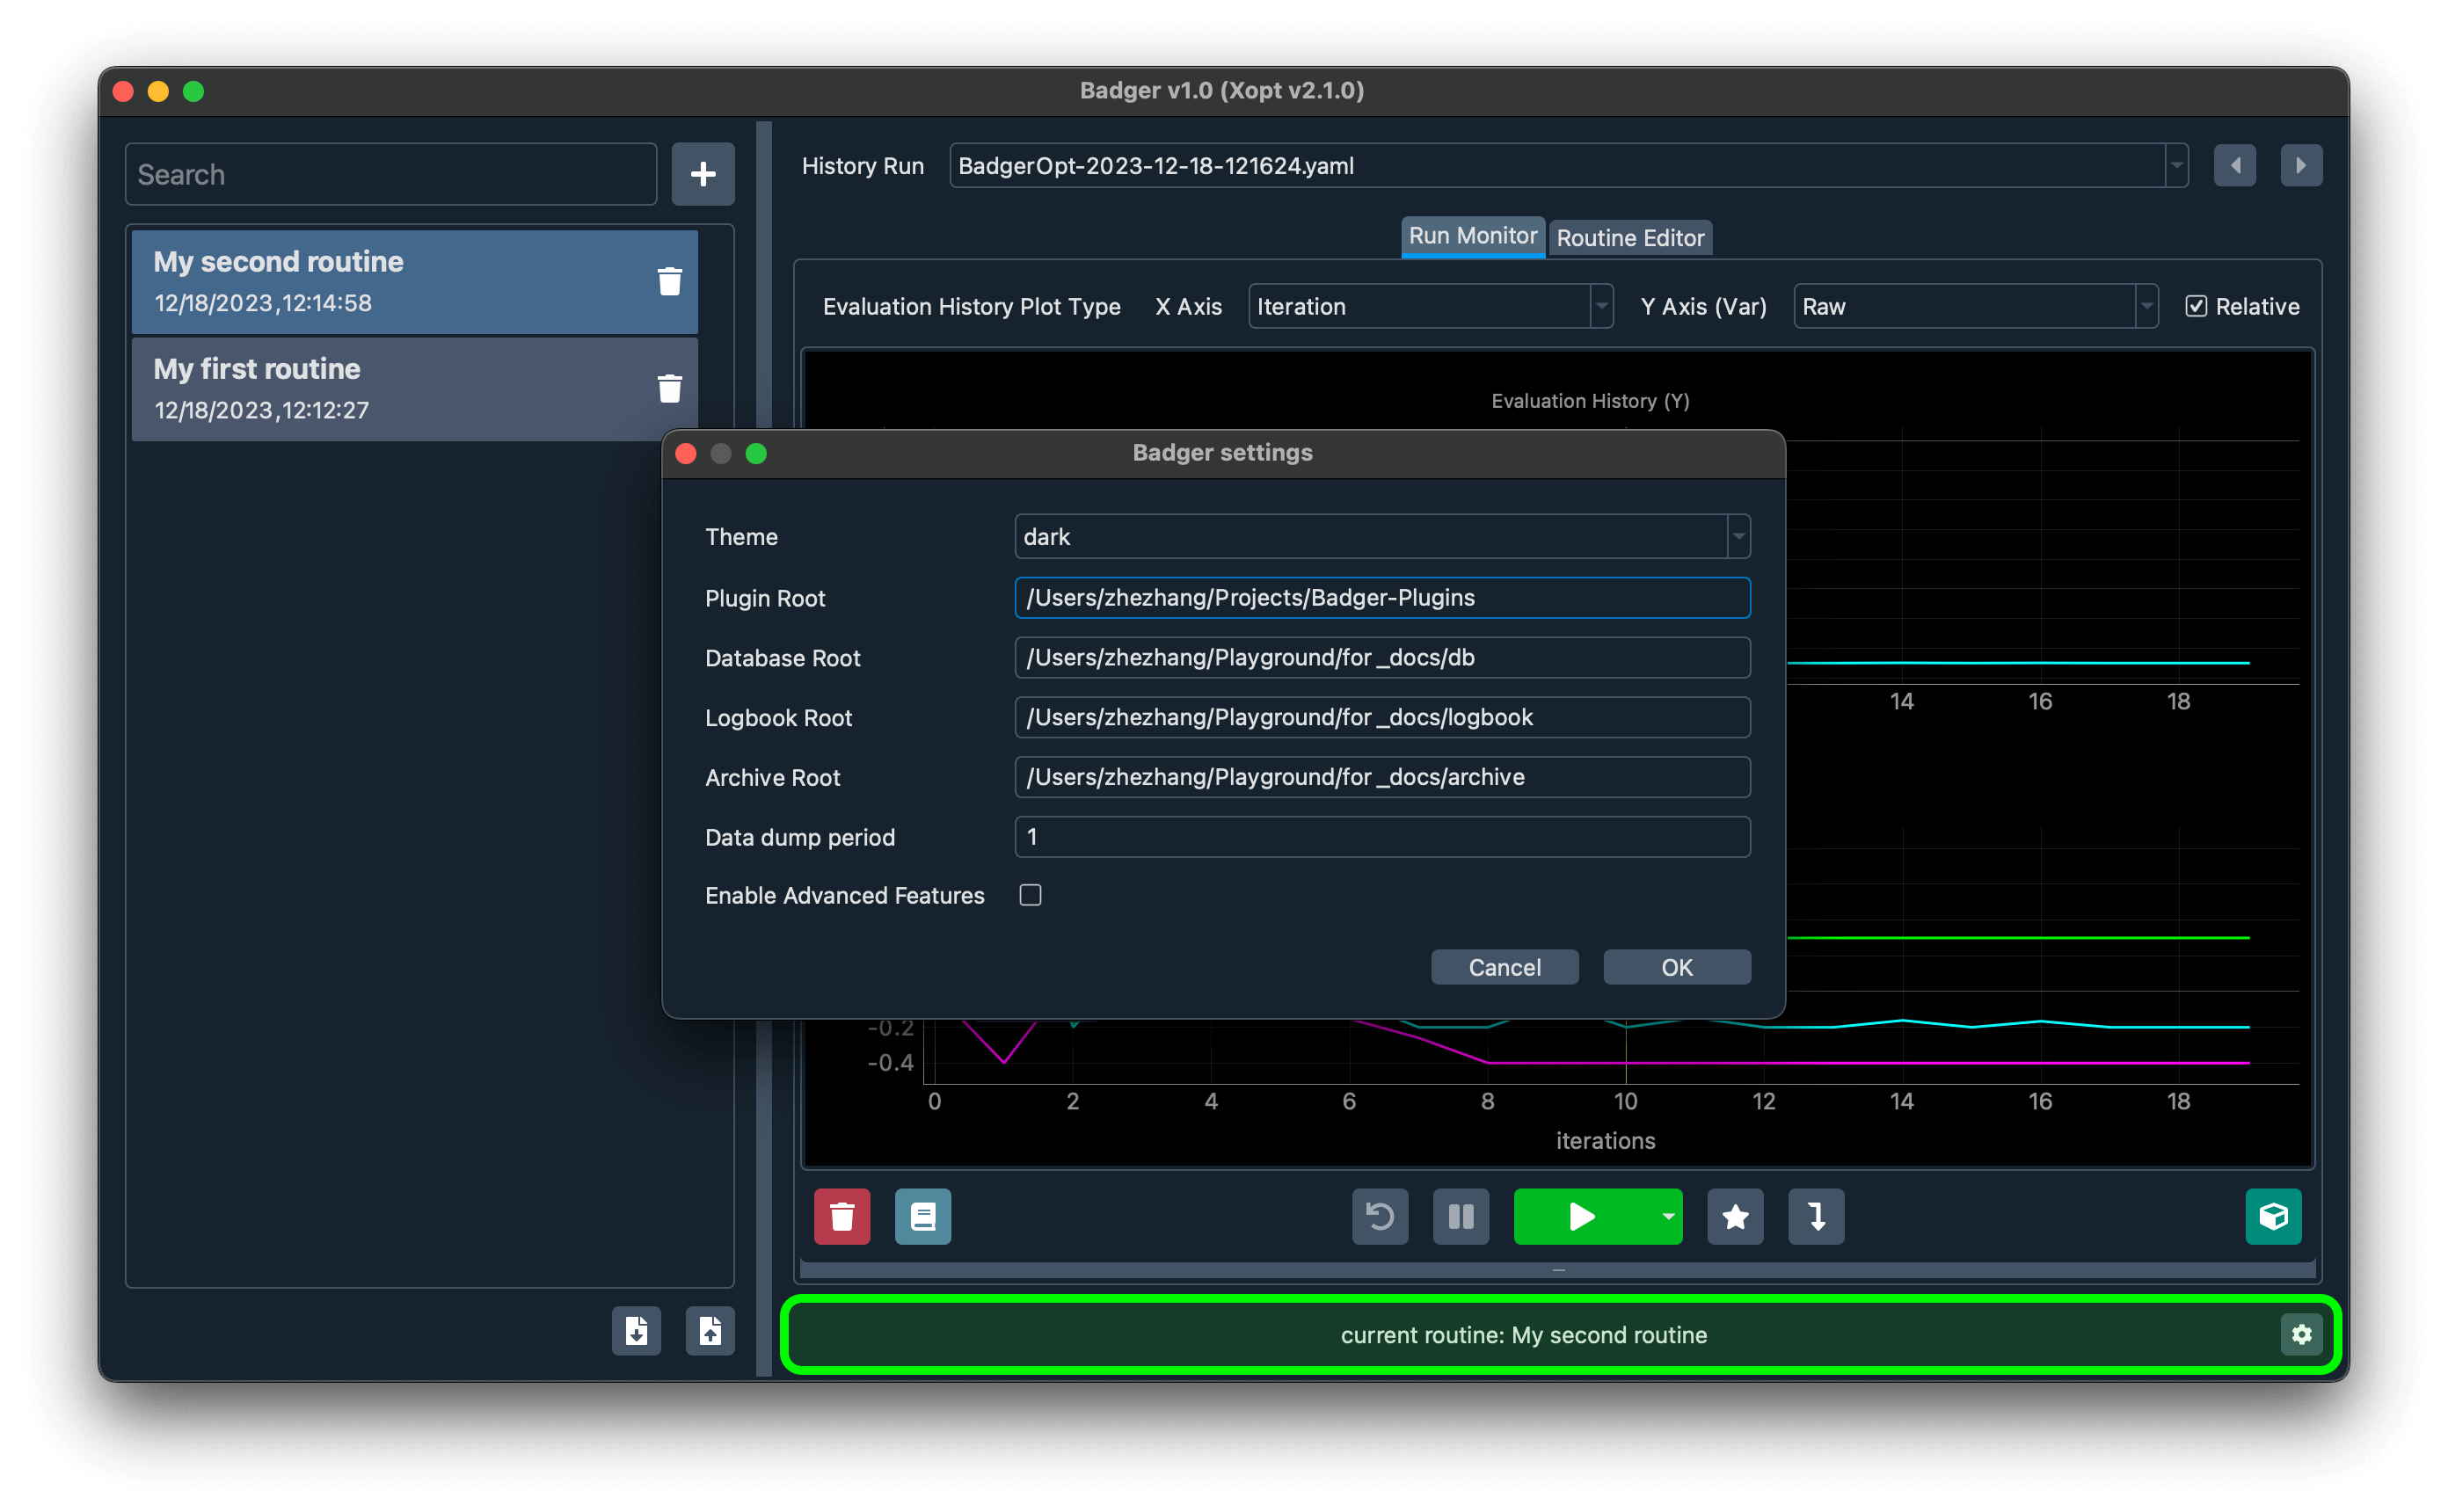 Badger v1.0 (Xopt v2.1.0)
Search
My second routine
12/18/2023,12:14:58
My first routine
12/18/2023,12:12:27
History Run
BadgerOpt-2023-12-18-121624.yaml
Run Monitor
Routine Editor
Evaluation History Plot Type
X Axis
Iteration
Y Axis (Var)
Raw
Relative
Evaluation History (Y)
14 16 18
Badger settings
Theme
dark
Plugin Root
/Users/zhezhang/Projects/Badger-Plugins
Database Root
/Users/zhezhang/Playground/for_docs/db
Logbook Root
/Users/zhezhang/Playground/for_docs/logbook
Archive Root
/Users/zhezhang/Playground/for_docs/archive
Data dump period
1
Enable Advanced Features
Cancel
OK
-0.2
-0.4
0 2 4 6 8 10 12 14 16 18
iterations
current routine: My second routine